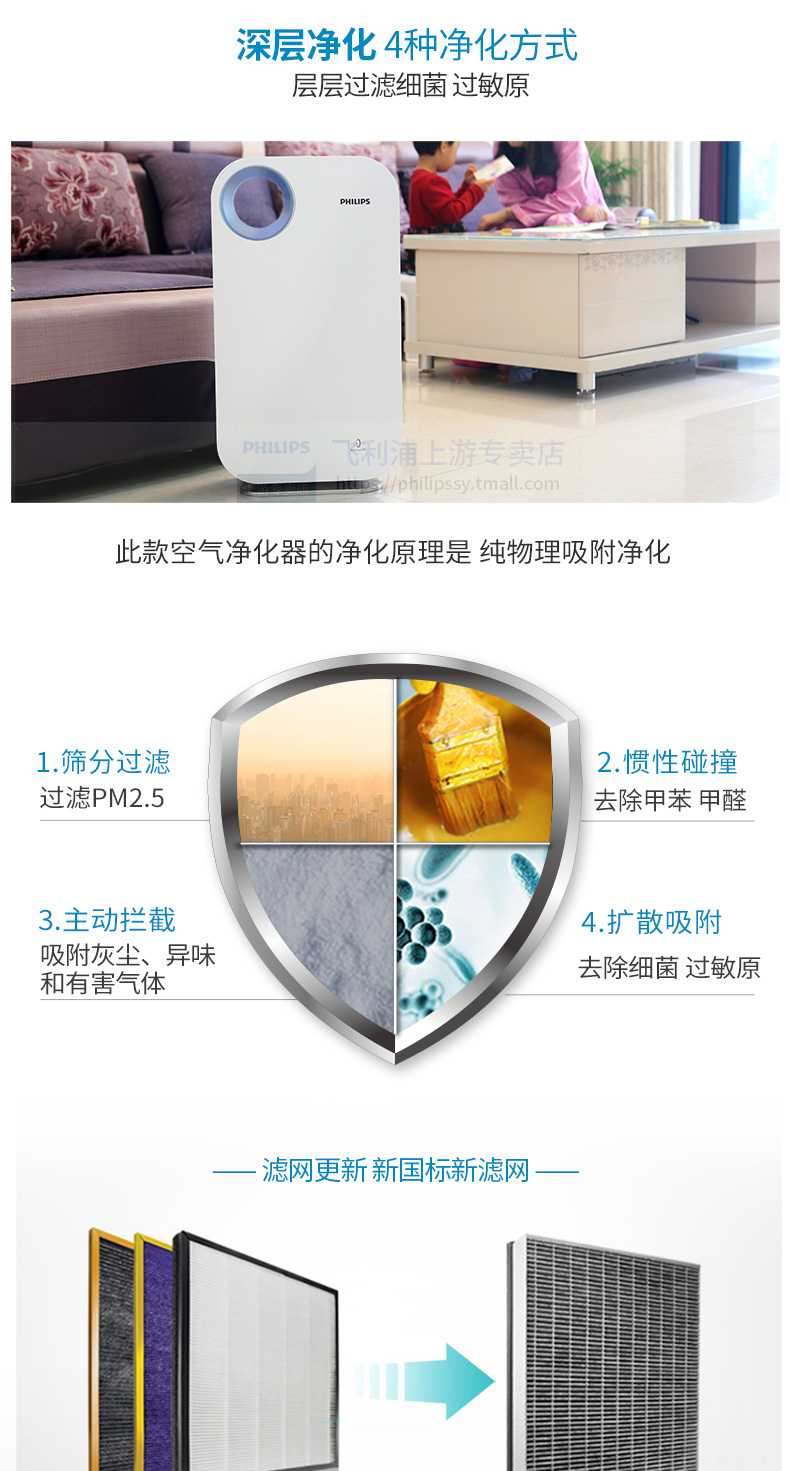 深层净化 4种净化方式
层层过滤细菌 过敏原
PHILIPS
PHILIPS 飞利浦上游专卖店
https://philipssy.tmall.com
此款空气净化器的净化原理是 纯物理吸附净化
1.筛分过滤
过滤PM2.5
2.惯性碰撞
去除甲苯 甲醛
3.主动拦截
吸附灰尘、异味
和有害气体
4.扩散吸附
去除细菌 过敏原
滤网更新 新国标新滤网